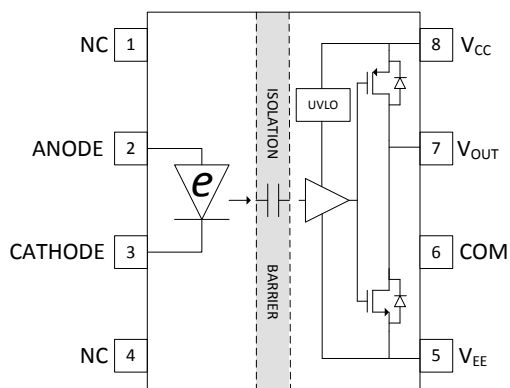 NC 1
ANODE 2
e
CATHODE 3
NC 4
ISOLATION
BARRIER
UVLO
8 VCC
7 VOUT
6 COM
5 VEE